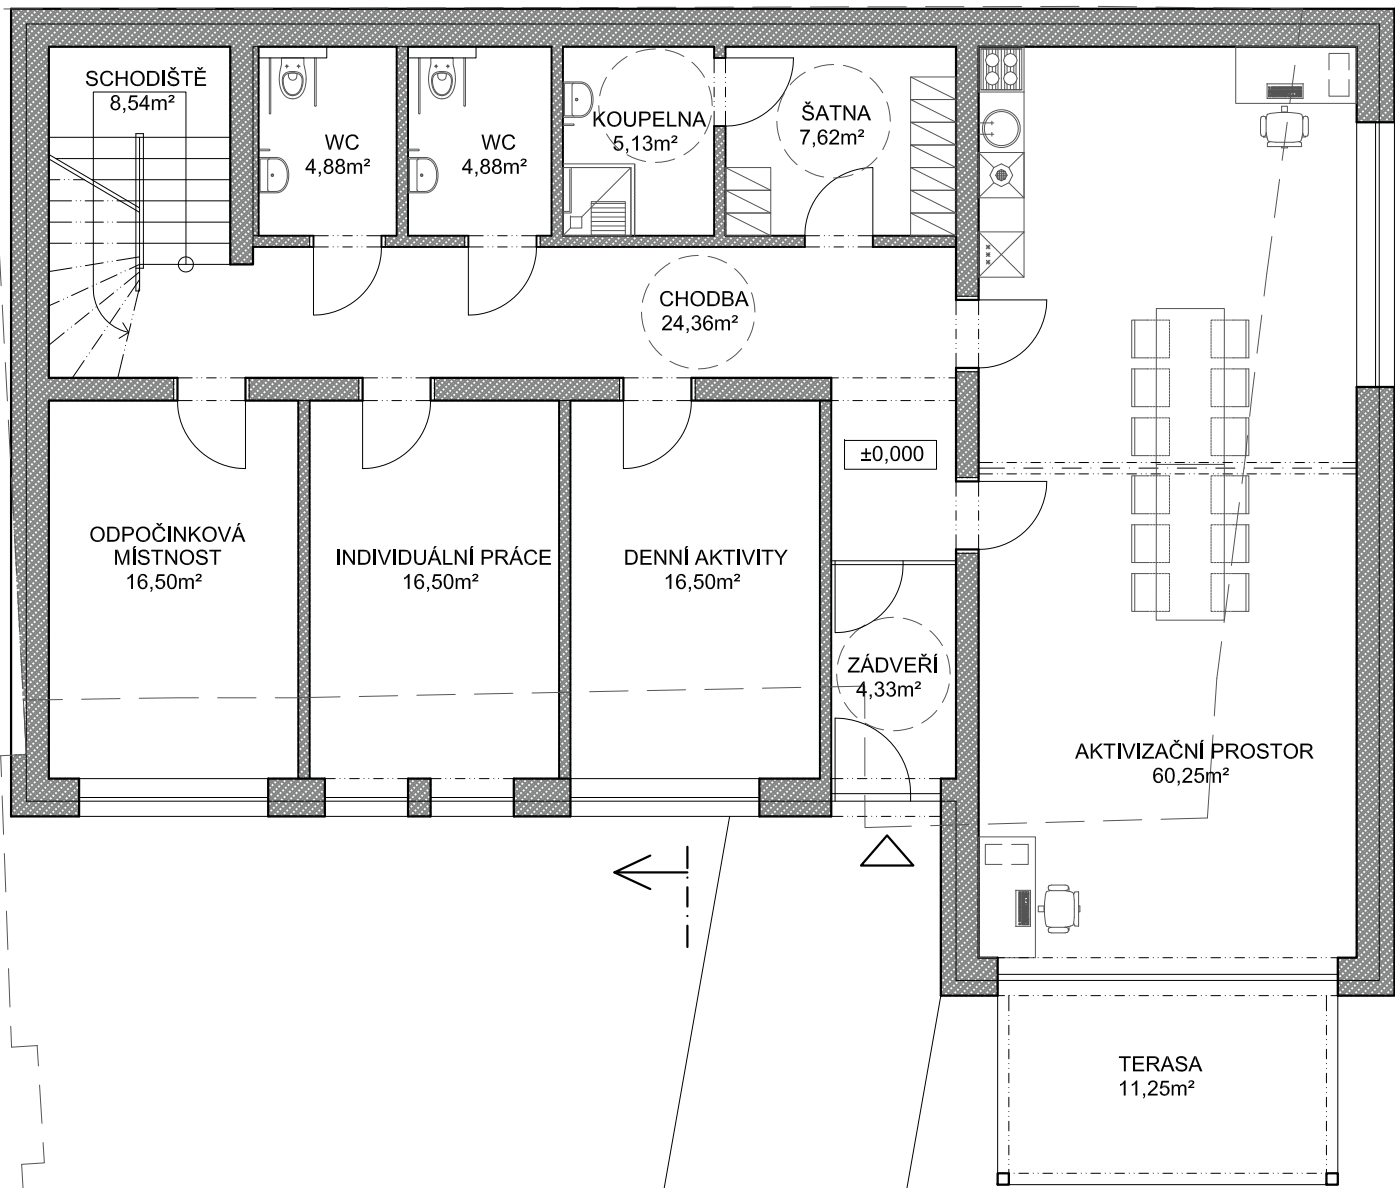 SCHODIŠTĚ
8,54m²
WC
4,88m²
WC
4,88m²
KOUPELNA
5,13m²
ŠATNA
7,62m²
CHODBA
24,36m²
±0,000
ODPOČINKOVÁ
MÍSTNOST
16,50m²
INDIVIDUÁLNÍ PRÁCE
16,50m²
DENNÍ AKTIVITY
16,50m²
ZÁDVEŘÍ
4,33m²
AKTIVIZAČNÍ PROSTOR
60,25m²
TERASA
11,25m²